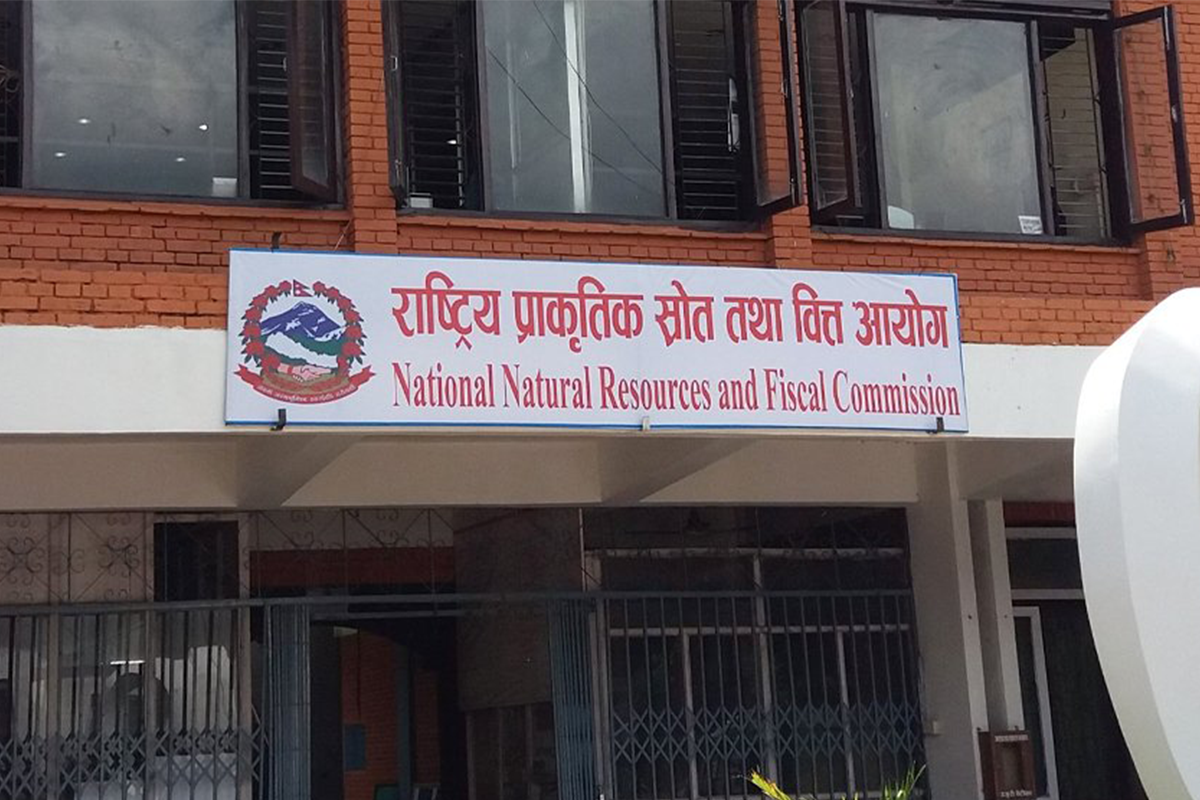 राष्ट्रिय प्राकृतिक स्रोत तथा वित्त आयोग
National Natural Resources and Fiscal Commission